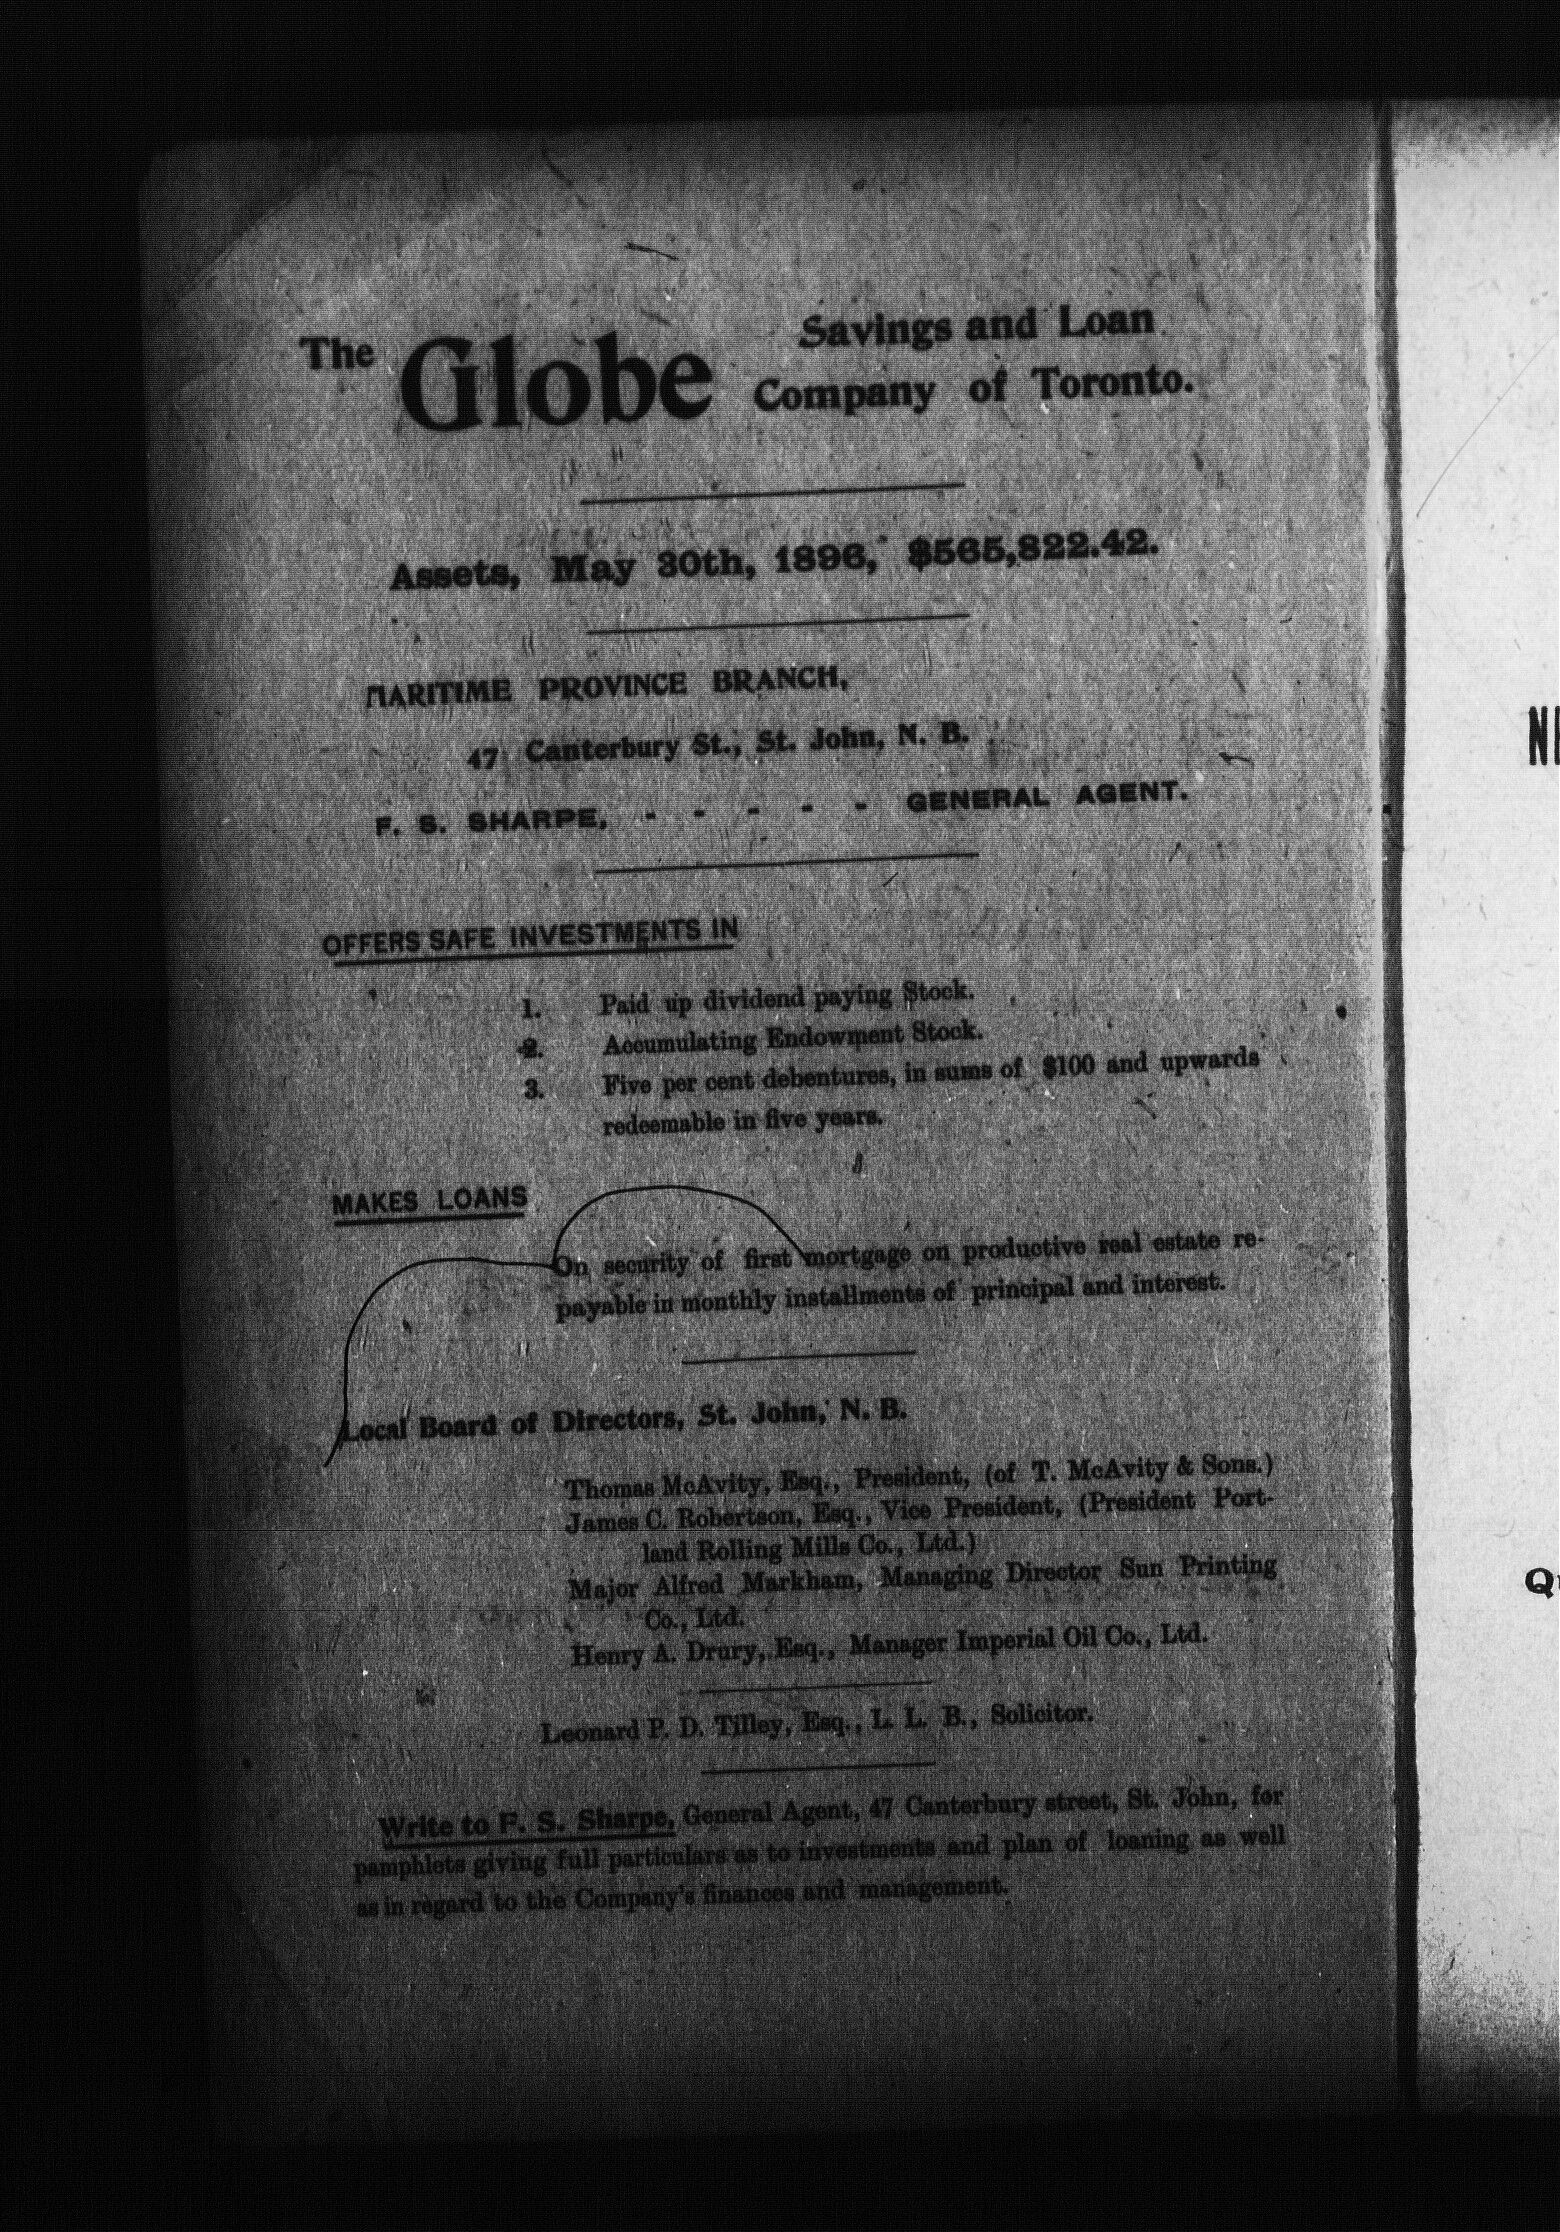 The Globe Savings and Loan
Company of Toronto.
Assets, May 30th, 1896, $565,822.42.
MARITIME PROVINCE BRANCH,
47 Canterbury St., St. John, N. B.
F. S. SHARPE, - - - - - GENERAL AGENT.
OFFERS SAFE INVESTMENTS IN
1. Paid up dividend paying Stock.
2. Accumulating Endowment Stock.
3. Five per cent debentures, in sums of $100 and upwards
redeemable in five years.
MAKES LOANS
On security of first mortgage on productive real estate re-
payable in monthly installments of principal and interest.
Local Board of Directors, St. John, N. B.
Thomas McAvity, Esq., President, (of T. McAvity & Sons.)
James C. Robertson, Esq., Vice President, (President Port-
land Rolling Mills Co., Ltd.)
Major Alfred Markham, Managing Director Sun Printing
Co., Ltd.
Henry A. Drury, Esq., Manager Imperial Oil Co., Ltd.
Leonard P. D. Tilley, Esq., L. L. B., Solicitor.
Write to F. S. Sharpe, General Agent, 47 Canterbury street, St. John, for
pamphlets giving full particulars as to investments and plan of loaning as well
as in regard to the Company's finances and management.